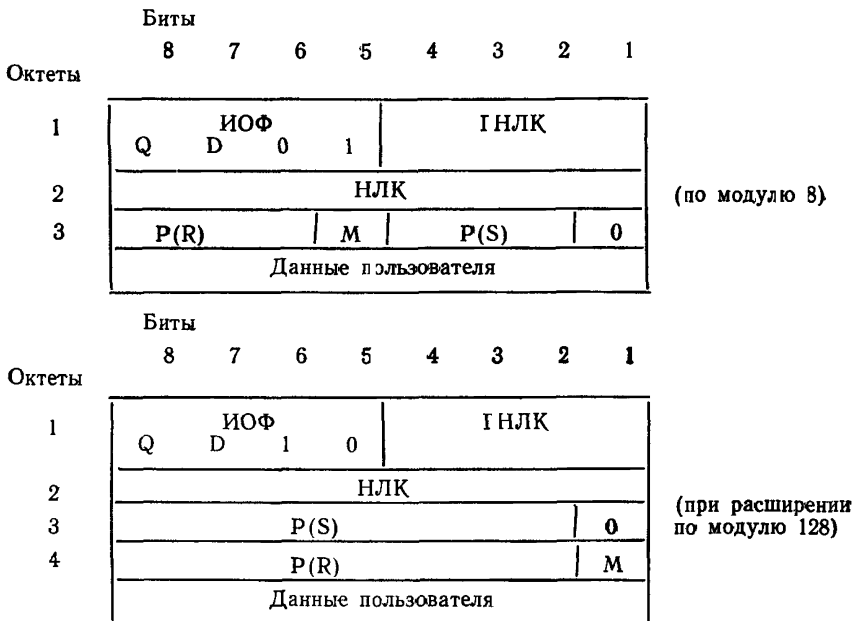 Биты
8 7 6 5 4 3 2 1
Октеты
1 ИОФ ГНЛК
Q D 0 1
2 НЛК (по модулю 8)
3 P(R) M P(S) 0
Данные пользователя
Биты
8 7 6 5 4 3 2 1
Октеты
1 ИОФ ГНЛК
Q D 1 0
2 НЛК
(при расширении
3 P(S) 0 по модулю 128)
4 P(R) M
Данные пользователя